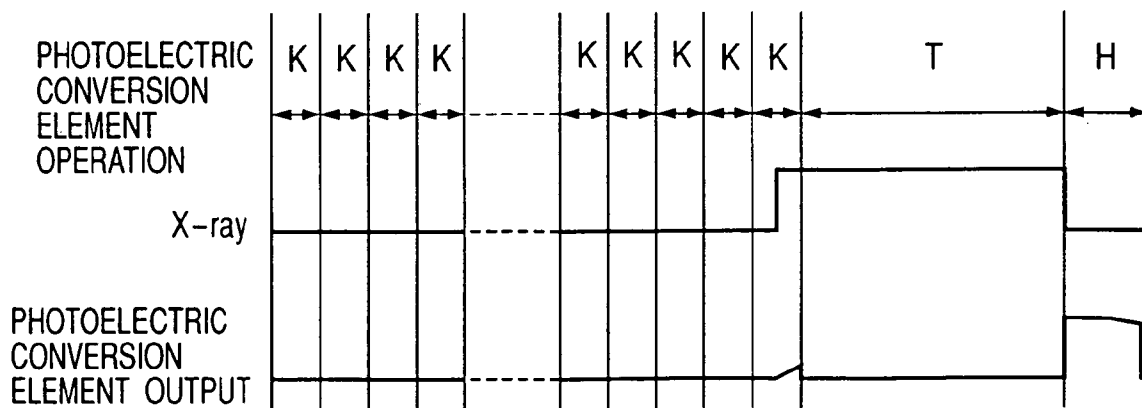 PHOTOELECTRIC
CONVERSION
ELEMENT
OPERATION
K K K K K K K K K T H
X-ray
PHOTOELECTRIC
CONVERSION
ELEMENT OUTPUT